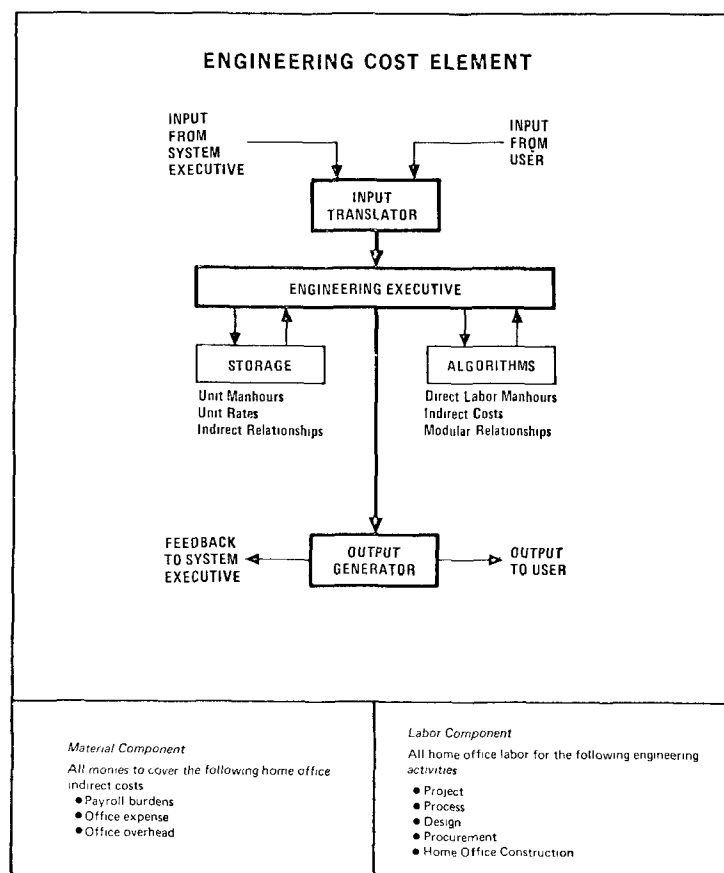 ENGINEERING COST ELEMENT
INPUT
FROM
SYSTEM
EXECUTIVE
INPUT
FROM
USER
INPUT
TRANSLATOR
ENGINEERING EXECUTIVE
STORAGE
Unit Manhours
Unit Rates
Indirect Relationships
ALGORITHMS
Direct Labor Manhours
Indirect Costs
Modular Relationships
FEEDBACK
TO SYSTEM
EXECUTIVE
OUTPUT
GENERATOR
OUTPUT
TO USER
Material Component
All monies to cover the following home office
indirect costs
● Payroll burdens
● Office expense
● Office overhead
Labor Component
All home office labor for the following engineering
activities
● Project
● Process
● Design
● Procurement
● Home Office Construction